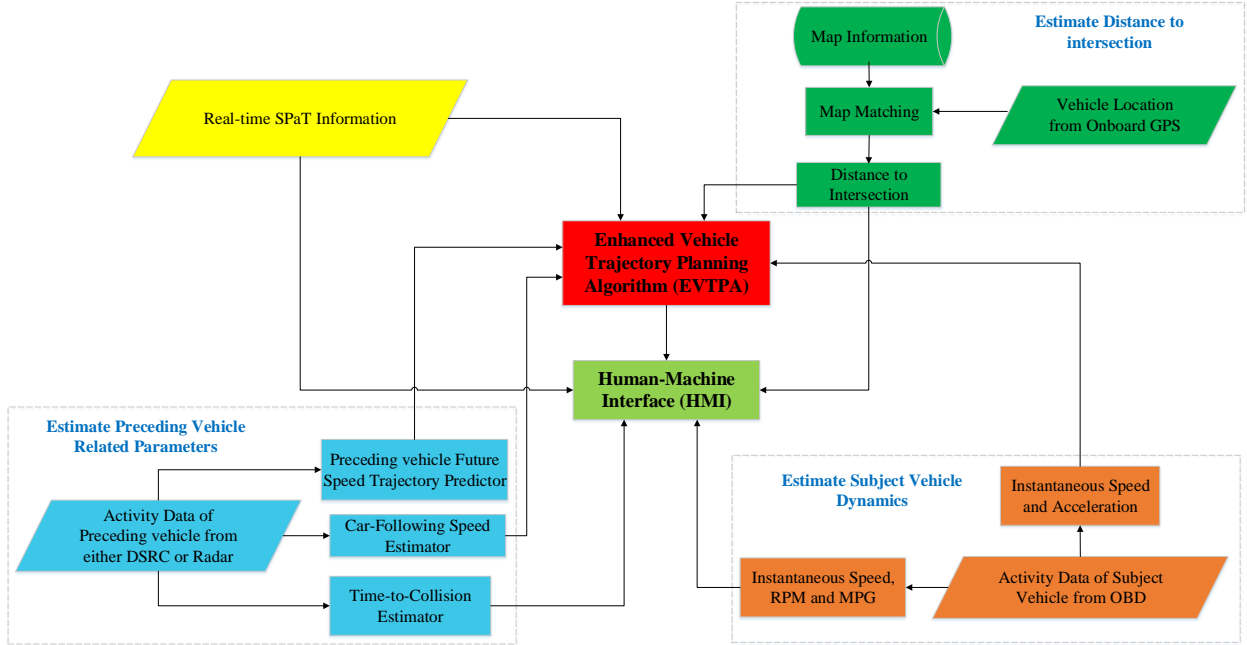 Map Information
Estimate Distance to
intersection
Real-time SPaT Information
Map Matching
Vehicle Location
from Onboard GPS
Distance to
Intersection
Enhanced Vehicle
Trajectory Planning
Algorithm (EVTPA)
Human-Machine
Interface (HMI)
Estimate Preceding Vehicle
Related Parameters
Preceding vehicle Future
Speed Trajectory Predictor
Activity Data of
Preceding vehicle from
either DSRC or Radar
Car-Following Speed
Estimator
Time-to-Collision
Estimator
Estimate Subject Vehicle
Dynamics
Instantaneous Speed
and Acceleration
Instantaneous Speed,
RPM and MPG
Activity Data of Subject
Vehicle from OBD